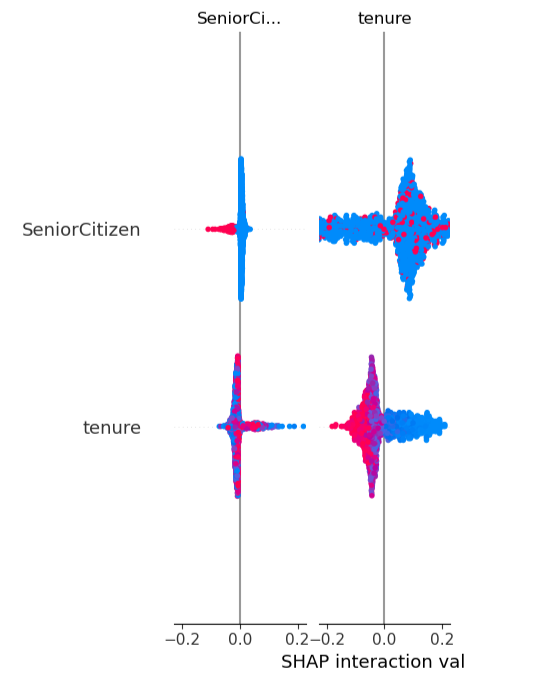 SeniorCi... tenure
SeniorCitizen
tenure
−0.2 0.0 0.2 −0.2 0.0 0.2
SHAP interaction val